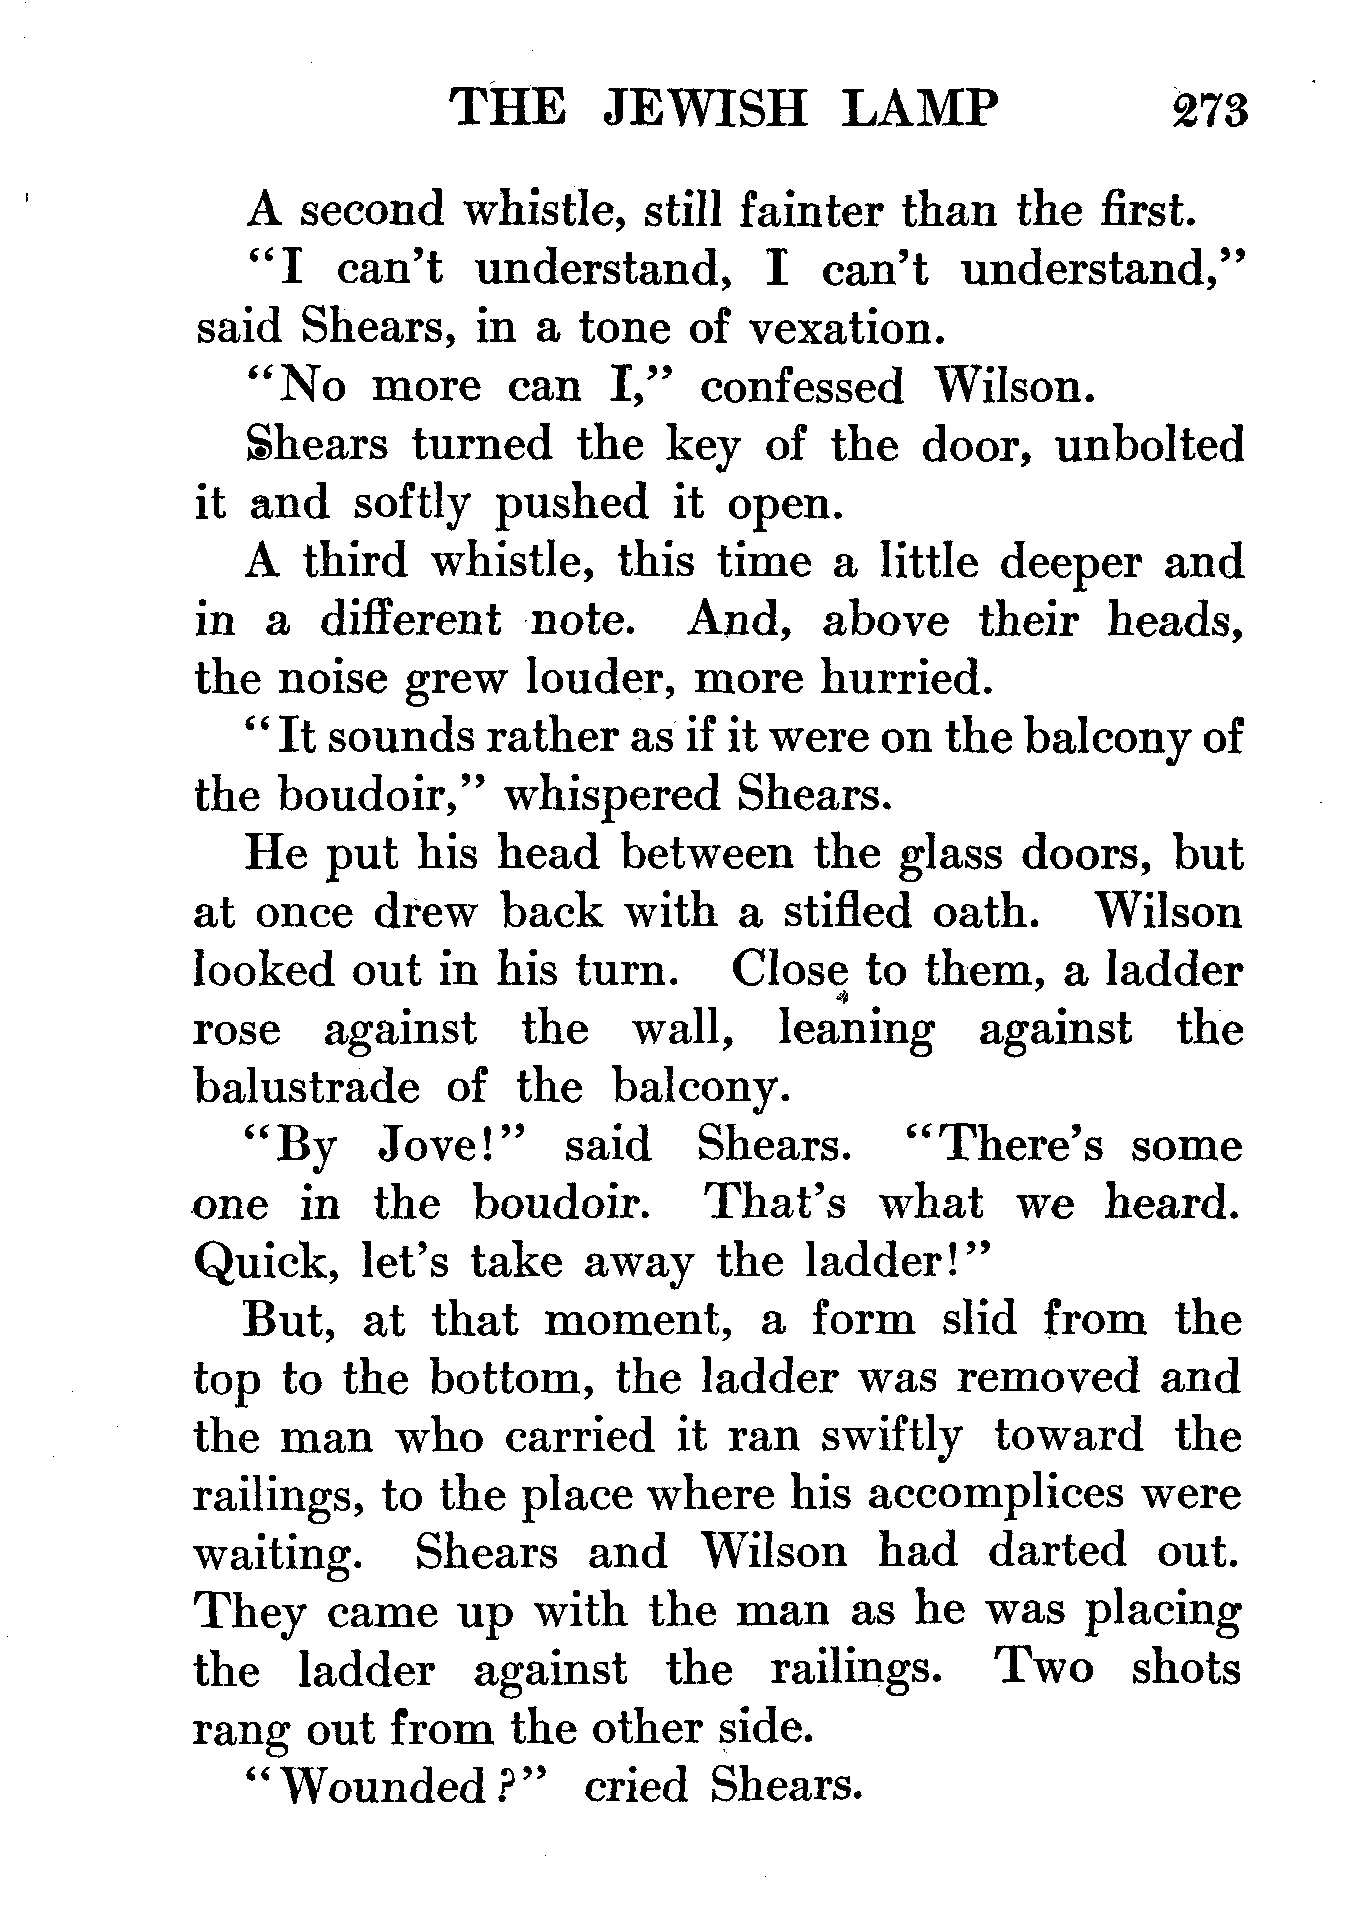 THE JEWISH LAMP 273
A second whistle, still fainter than the first.
"I can't understand, I can't understand,"
said Shears, in a tone of vexation.
"No more can I," confessed Wilson.
Shears turned the key of the door, unbolted
it and softly pushed it open.
A third whistle, this time a little deeper and
in a different note. And, above their heads,
the noise grew louder, more hurried.
"It sounds rather as if it were on the balcony of
the boudoir," whispered Shears.
He put his head between the glass doors, but
at once drew back with a stifled oath. Wilson
looked out in his turn. Close to them, a ladder
rose against the wall, leaning against the
balustrade of the balcony.
"By Jove!" said Shears. "There's some
one in the boudoir. That's what we heard.
Quick, let's take away the ladder!"
But, at that moment, a form slid from the
top to the bottom, the ladder was removed and
the man who carried it ran swiftly toward the
railings, to the place where his accomplices were
waiting. Shears and Wilson had darted out.
They came up with the man as he was placing
the ladder against the railings. Two shots
rang out from the other side.
"Wounded?" cried Shears.